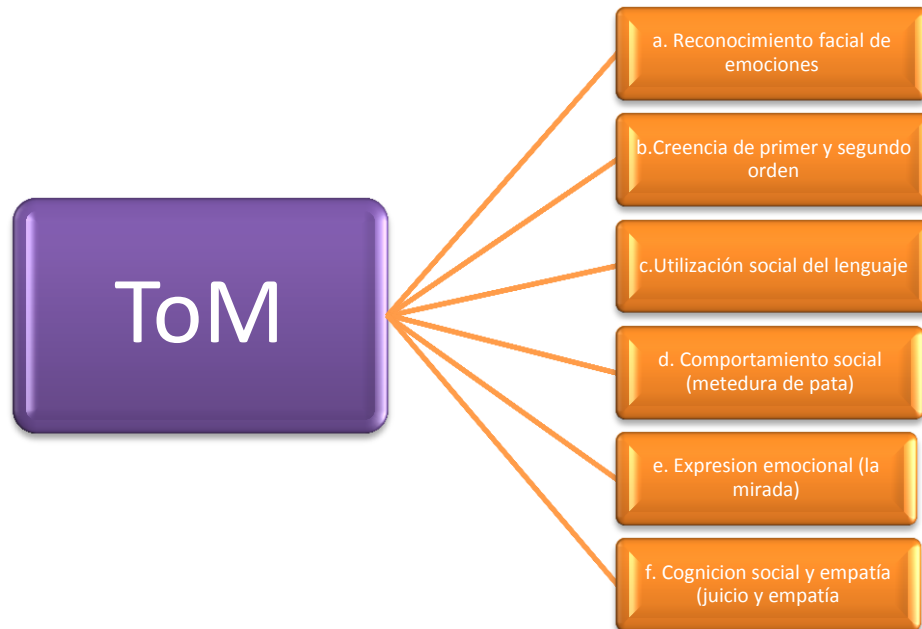 ToM
a. Reconocimiento facial de
emociones
b.Creencia de primer y segundo
orden
c.Utilización social del lenguaje
d. Comportamiento social
(metedura de pata)
e. Expresion emocional (la
mirada)
f. Cognicion social y empatía
(juicio y empatía